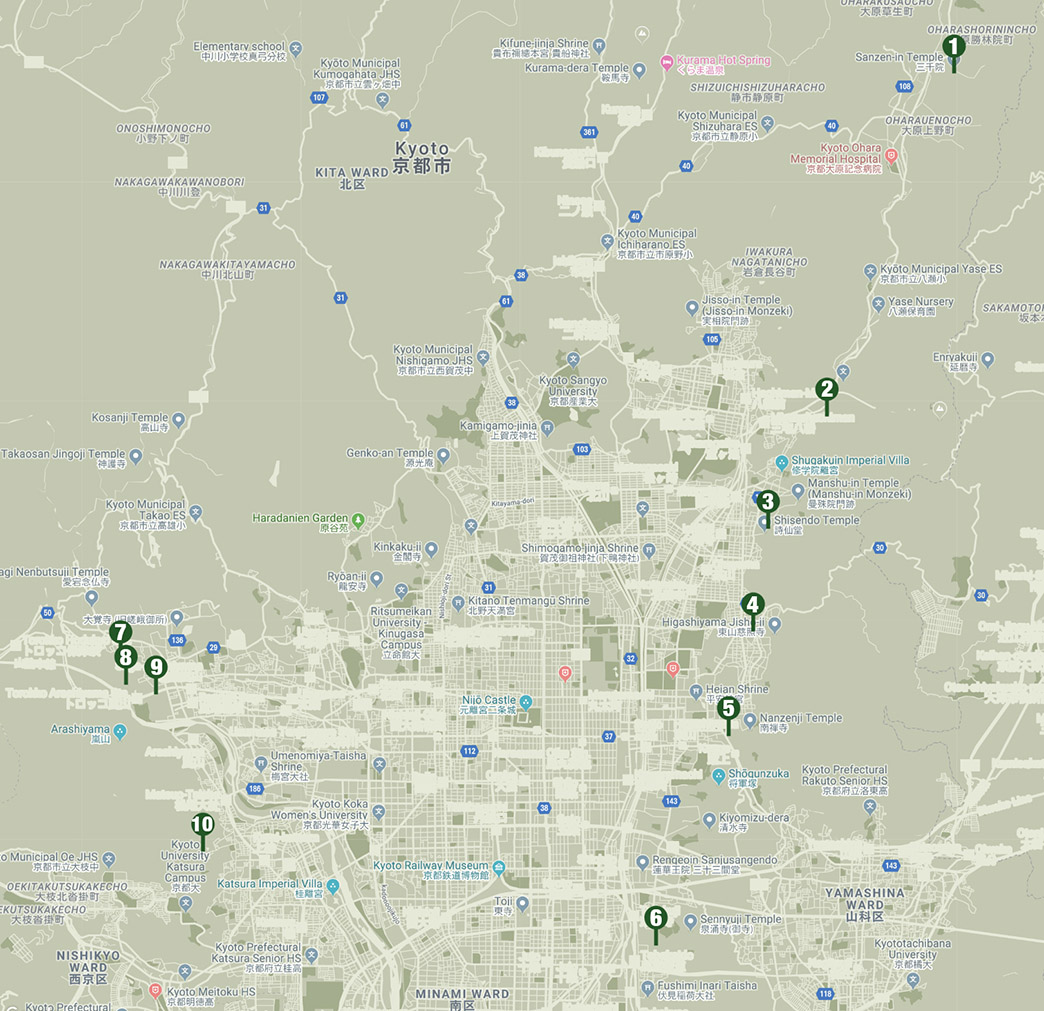 OHARAKUSAOCHO
大原草生町
OHARASHORININCHO
1
原勝林院町
Sanzen-in Temple
三千院
Elementary school
中川小学校真弓分校
Kyōto Municipal
Kumogahata JHS
京都市立雲ヶ畑中
Kifune-jinja Shrine
貴布禰總本宮/貴船神社
Kurama-dera Temple
鞍馬寺
Kurama Hot Spring
くらま温泉
SHIZUICHISHIZUHARACHO
静市静原町
107
108
61
361
40
Kyoto Municipal
Shizuhara ES
京都市立静原小
OHARAUENOCHO
大原上野町
ONOSHIMONOCHO
小野下ノ町
Kyoto
京都市
Kyoto Ohara
Memorial Hospital
京都大原記念病院
40
KITA WARD
北区
NAKAGAWAKAWANOBORI
中川川登
31
40
Kyoto Municipal
Ichiharano ES
京都市立市原野小
IWAKURA
NAGATANICHO
岩倉長谷町
NAKAGAWAKITAYAMACHO
中川北山町
38
Kyōto Municipal Yase ES
京都市立八瀬小
31
61
Jisso-in Temple
(Jisso-in Monzeki)
実相院門跡
Yase Nursery
八瀬保育園
SAKAMOTO
坂本本
105
Kyoto Municipal
Nishigamo JHS
京都市立西賀茂中
Enryakuji
延暦寺
Kyoto Sangyo
University
京都産業大
2
38
Kosanji Temple
高山寺
Kamigamo-jinja
上賀茂神社
103
Takaosan Jingoji Temple
神護寺
Genko-an Temple
源光庵
Shugakuin Imperial Villa
修学院離宮
Manshu-in Temple
(Manshu-in Monzeki)
曼殊院門跡
3
Kitayama-dori
Kyoto Municipal
Takao ES
京都市立高雄小
Haradanien Garden
原谷苑
Shisendo Temple
詩仙堂
Kinkaku-ji
金閣寺
Shimogamo-jinja Shrine
賀茂御祖神社(下鴨神社)
30
agi Nenbutsuji Temple
愛宕念仏寺
Ryōan-ji
龍安寺
Nishioji-dori St
31
30
Kitano Tenmangū Shrine
北野天満宮
Ritsumeikan
University -
Kinugasa
Campus
立命館大
4
50
大覚寺(旧嵯峨御所)
Higashiyama Jisho-ji
東山慈照寺
7
136
29
8
9
32
Heian Shrine
平安神宮
Nijō Castle
元離宮二条城
5
Nanzenji Temple
南禅寺
Arashiyama
嵐山
37
112
Umenomiya-Taisha
Shrine
梅宮大社
Shōgunzuka
将軍塚
Kyoto Prefectural
Rakuto Senior HS
京都府立洛東高
186
143
Kyoto Koka
Women's University
京都光華女子大
38
Kiyomizu-dera
清水寺
10
Kyoto
University
Katsura
Campus
京都大
o Municipal Oe JHS
京都市立大枝中
Kyoto Railway Museum
京都鉄道博物館
Rengeoin Sanjusangendo
蓮華王院 三十三間堂
143
OEKITAKUTSUKAKECHO
大枝北沓掛町
Katsura Imperial Villa
桂離宮
YAMASHINA
WARD
山科区
EKUTSUKAKECHO
大枝沓掛町
Toji
東寺
6
Sennyuji Temple
泉涌寺(御寺)
Kyoto Prefectural
Katsura Senior HS
京都府立桂高
Kyototachibana
University
京都橘大
NISHIKYO
WARD
西京区
Kyoto Meitoku HS
京都明徳高
MINAMI WARD
南区
Fushimi Inari Taisha
伏見稲荷大社
118
Kyoto Prefectural